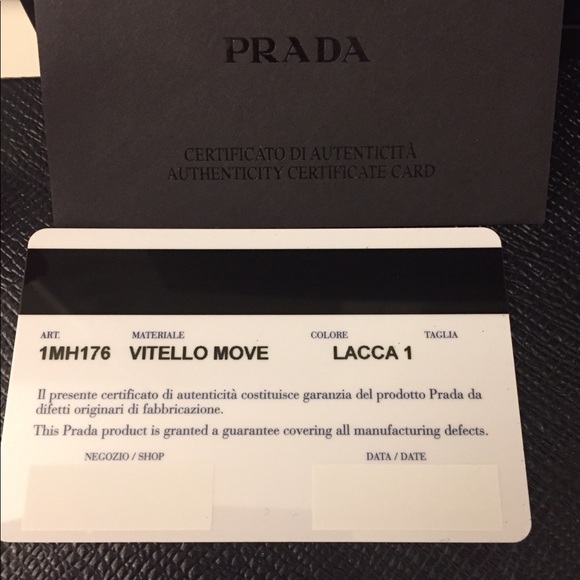 PRADA
CERTIFICATO DI AUTENTICITÀ
AUTHENTICITY CERTIFICATE CARD
ART. MATERIALE COLORE TAGLIA
1MH176 VITELLO MOVE LACCA 1
Il presente certificato di autenticità costituisce garanzia del prodotto Prada da
difetti originari di fabbricazione.
This Prada product is granted a guarantee covering all manufacturing defects.
NEGOZIO / SHOP DATA / DATE